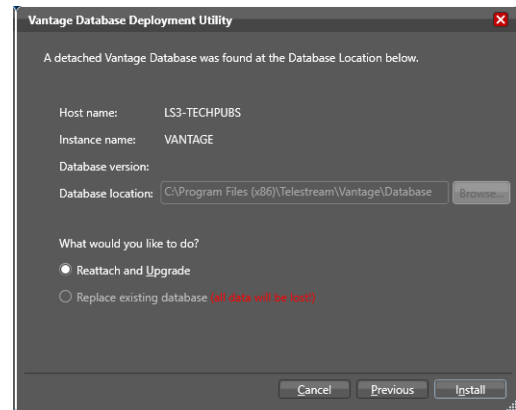 Vantage Database Deployment Utility
A detached Vantage Database was found at the Database Location below.
Host name: LS3-TECHPUBS
Instance name: VANTAGE
Database version:
Database location: C:\Program Files (x86)\Telestream\Vantage\Database Browse...
What would you like to do?
Reattach and Upgrade
Replace existing database (all data will be lost!)
Cancel Previous Install